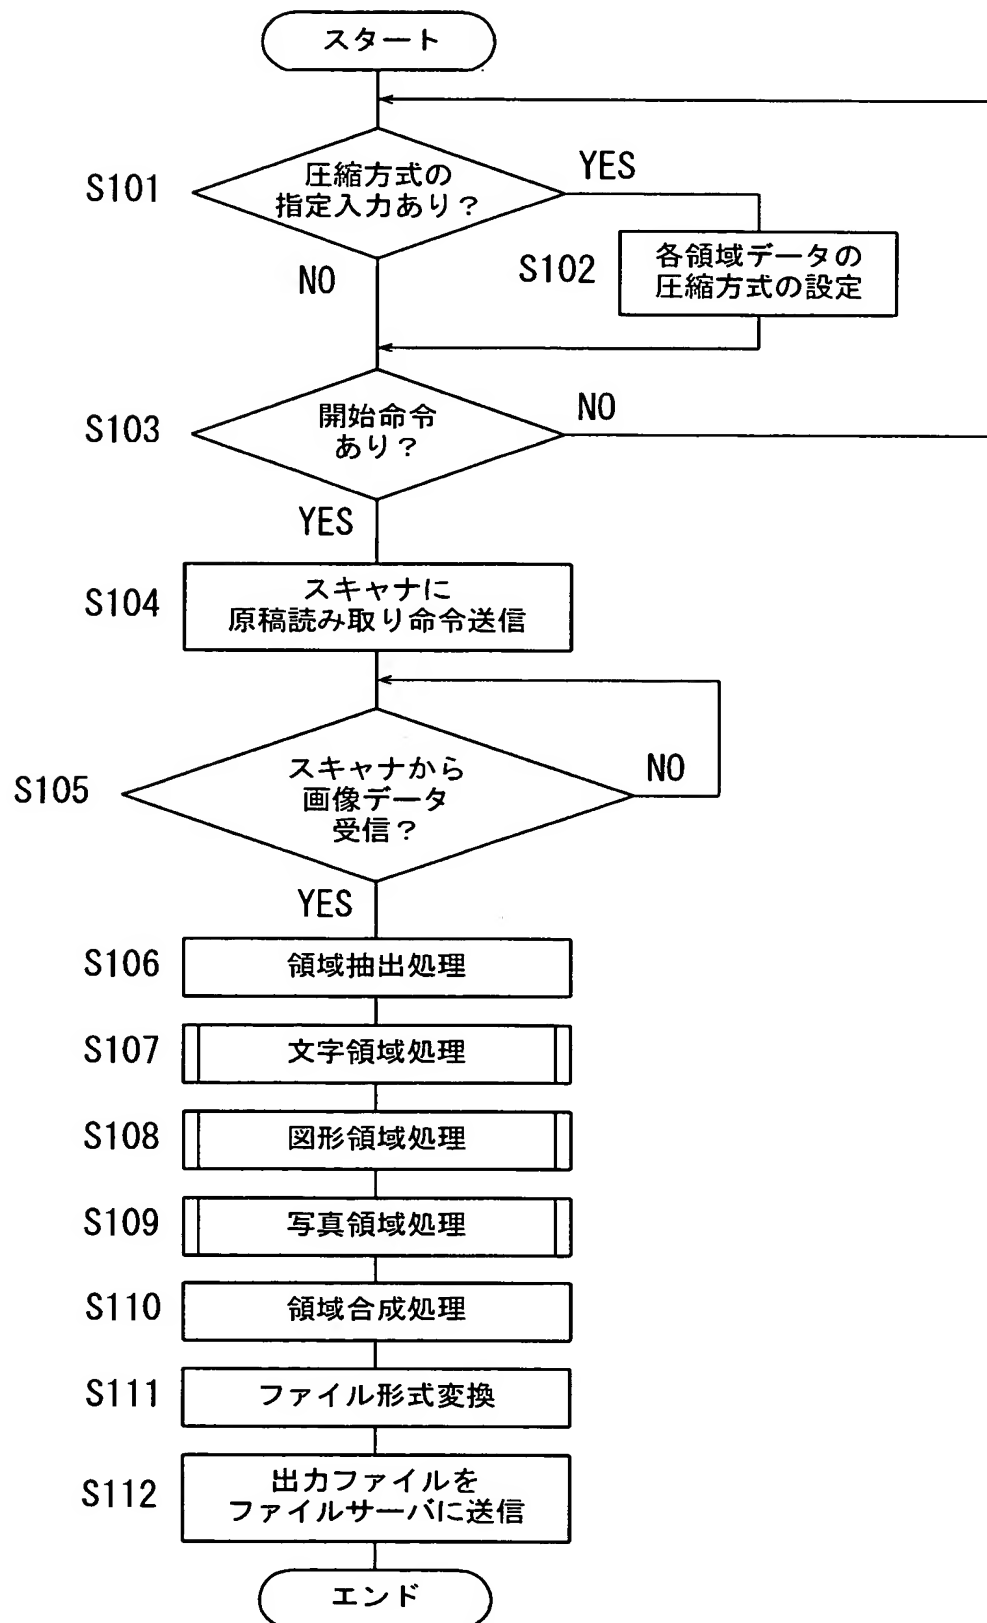 スタート
S101
圧縮方式の
指定入力あり？
YES
NO
S102
各領域データの
圧縮方式の設定
S103
開始命令
あり？
NO
YES
S104
スキャナに
原稿読み取り命令送信
S105
スキャナから
画像データ
受信？
NO
YES
S106
領域抽出処理
S107
文字領域処理
S108
図形領域処理
S109
写真領域処理
S110
領域合成処理
S111
ファイル形式変換
S112
出力ファイルを
ファイルサーバに送信
エンド